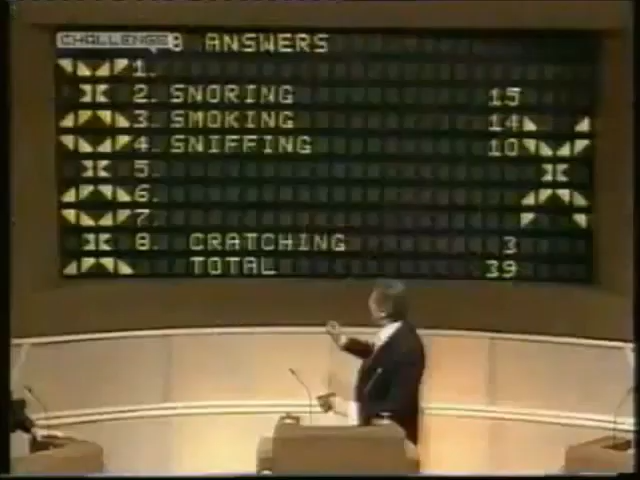 CHALLENGE
8 ANSWERS
1.
2. SNORING 15
3. SMOKING 14
4. SNIFFING 10
5.
6.
7.
8. CRATCHING 3
TOTAL 39